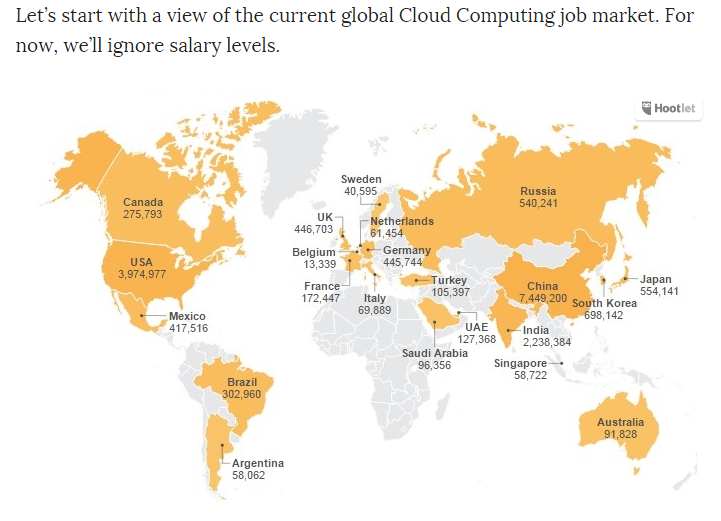 Let’s start with a view of the current global Cloud Computing job market. For
now, we’ll ignore salary levels.
Hootlet
Sweden
40,595
Russia
540,241
Canada
275,793
UK
446,703
Netherlands
61,454
Belgium
13,339
Germany
445,744
USA
3,974,977
France
172,447
Italy
69,889
Turkey
105,397
China
7,449,200
Japan
554,141
South Korea
698,142
Mexico
417,516
UAE
127,368
India
2,238,384
Saudi Arabia
96,356
Singapore
58,722
Brazil
302,960
Australia
91,828
Argentina
58,062